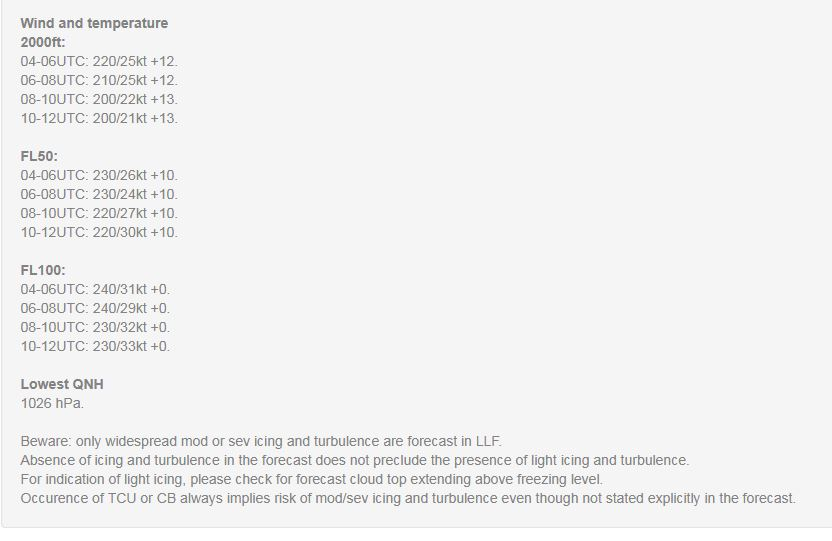 Wind and temperature
2000ft:
04-06UTC: 220/25kt +12.
06-08UTC: 210/25kt +12.
08-10UTC: 200/22kt +13.
10-12UTC: 200/21kt +13.
FL50:
04-06UTC: 230/26kt +10.
06-08UTC: 230/24kt +10.
08-10UTC: 220/27kt +10.
10-12UTC: 220/30kt +10.
FL100:
04-06UTC: 240/31kt +0.
06-08UTC: 240/29kt +0.
08-10UTC: 230/32kt +0.
10-12UTC: 230/33kt +0.
Lowest QNH
1026 hPa.
Beware: only widespread mod or sev icing and turbulence are forecast in LLF.
Absence of icing and turbulence in the forecast does not preclude the presence of light icing and turbulence.
For indication of light icing, please check for forecast cloud top extending above freezing level.
Occurence of TCU or CB always implies risk of mod/sev icing and turbulence even though not stated explicitly in the forecast.